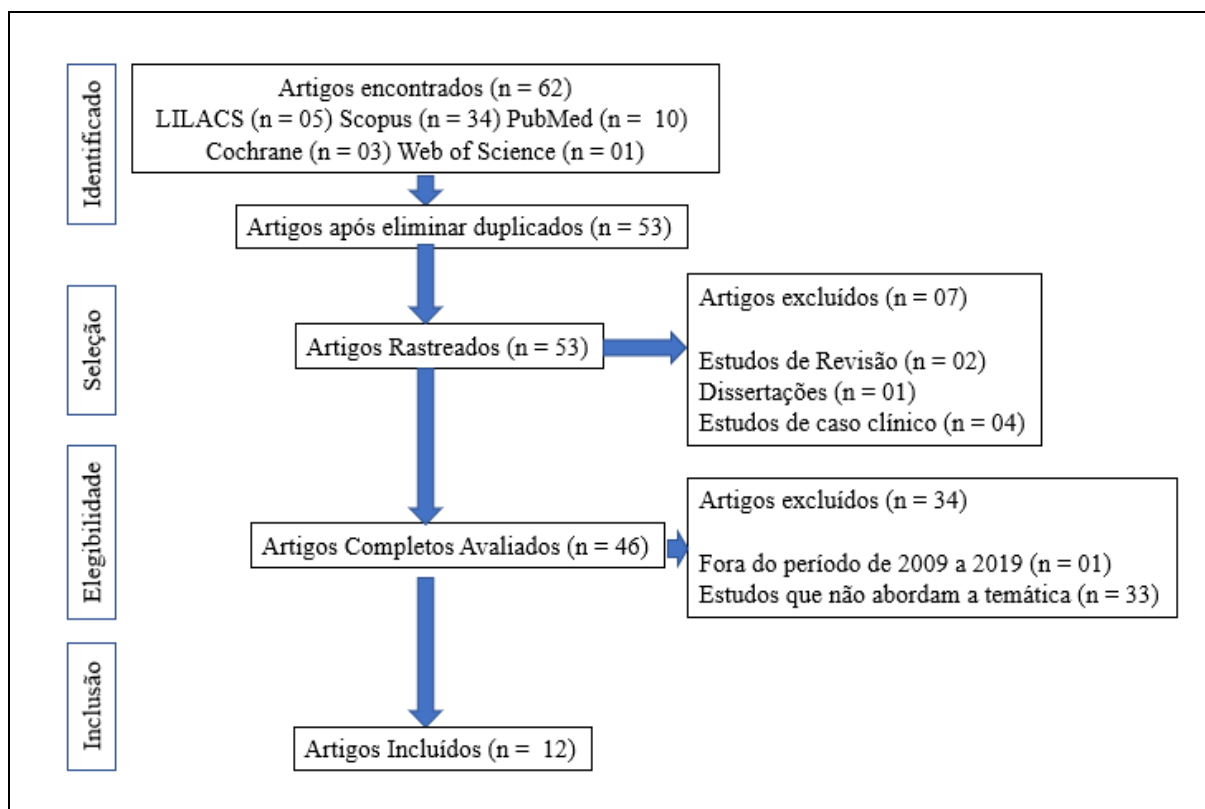 Identificado
Artigos encontrados (n = 62)
LILACS (n = 05) Scopus (n = 34) PubMed (n = 10)
Cochrane (n = 03) Web of Science (n = 01)
Artigos após eliminar duplicados (n = 53)
Seleção
Artigos Rastreados (n = 53)
Artigos excluídos (n = 07)
Estudos de Revisão (n = 02)
Dissertações (n = 01)
Estudos de caso clínico (n = 04)
Elegibilidade
Artigos Completos Avaliados (n = 46)
Artigos excluídos (n = 34)
Fora do período de 2009 a 2019 (n = 01)
Estudos que não abordam a temática (n = 33)
Inclusão
Artigos Incluídos (n = 12)